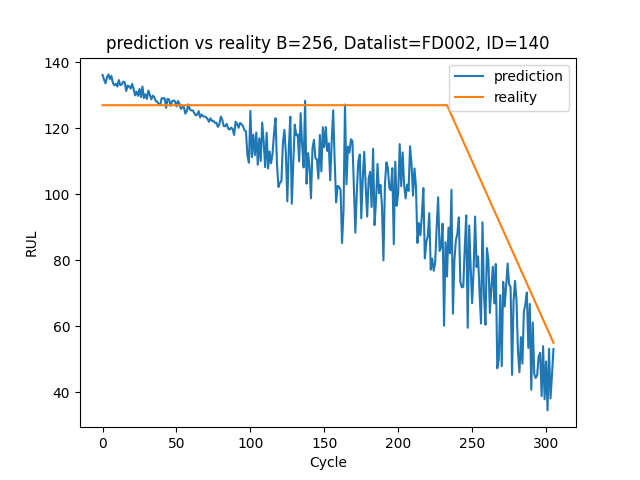 prediction vs reality B=256, Datalist=FD002, ID=140
prediction
reality
RUL
140
120
100
80
60
40
0 50 100 150 200 250 300
Cycle